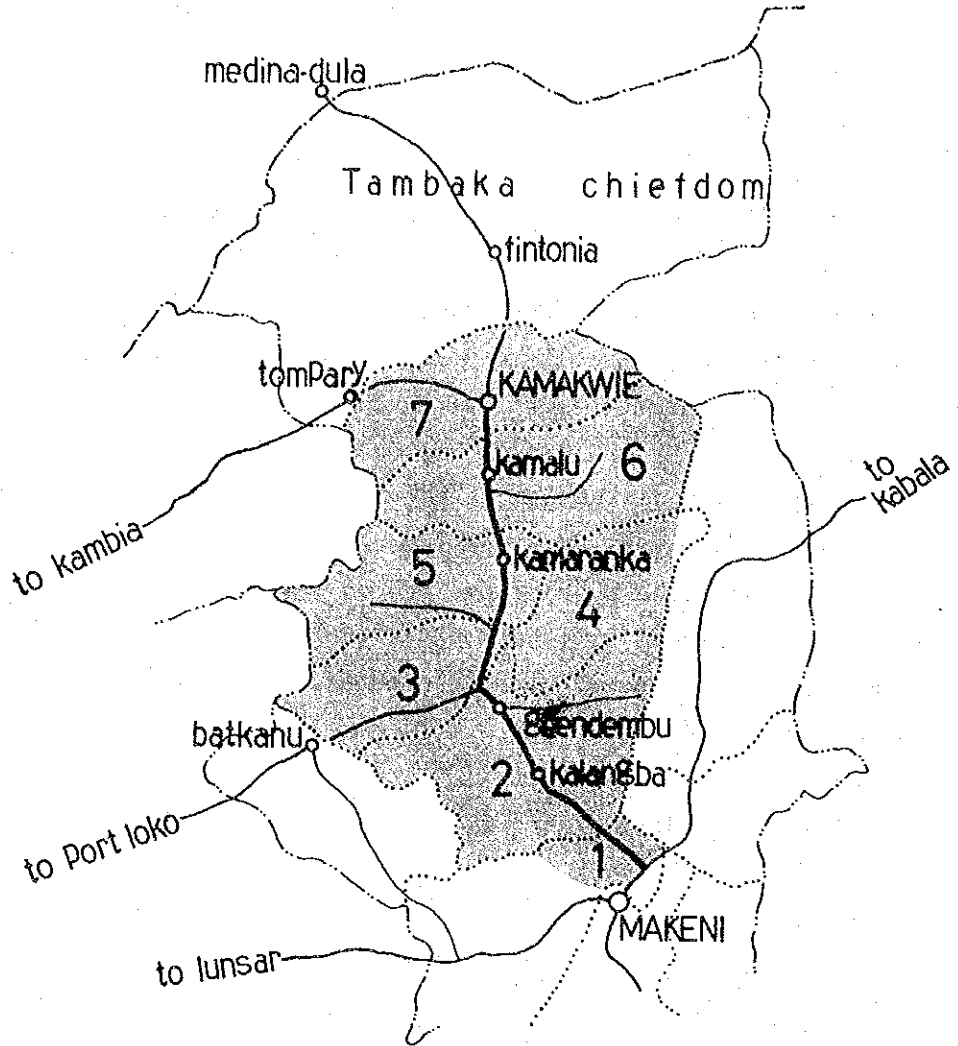 medina-dula
Tambaka chiefdom
fintonia
tomPary
KAMAKWIE
7
kamalu
6
to kabala
to kambia
kamaranka
5
4
3
batkanu
2
kalangba
to Port loko
1
MAKENI
to lunsar